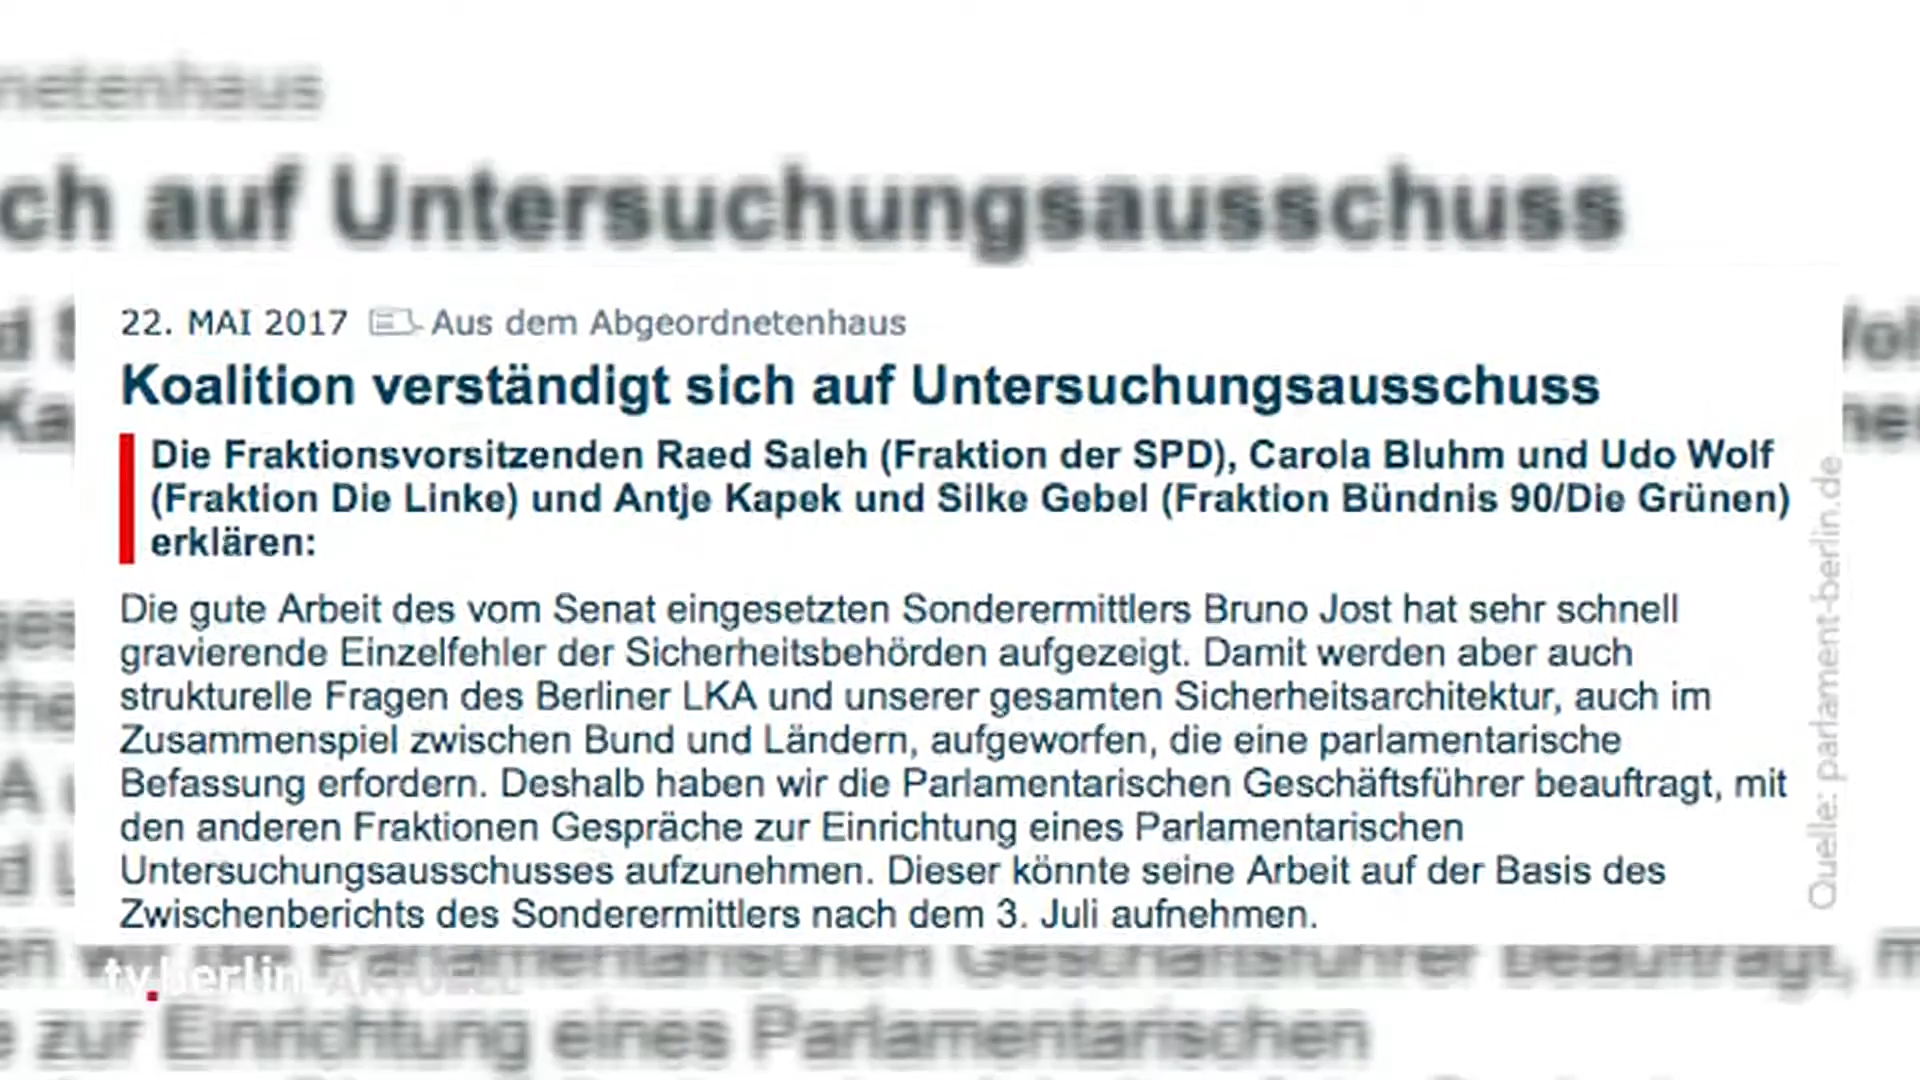 netenhaus
ch auf Untersuchungsausschuss
22. MAI 2017 Aus dem Abgeordnetenhaus
Koalition verständigt sich auf Untersuchungsausschuss
Die Fraktionsvorsitzenden Raed Saleh (Fraktion der SPD), Carola Bluhm und Udo Wolf
(Fraktion Die Linke) und Antje Kapek und Silke Gebel (Fraktion Bündnis 90/Die Grünen)
erklären:
Die gute Arbeit des vom Senat eingesetzten Sonderermittlers Bruno Jost hat sehr schnell
gravierende Einzelfehler der Sicherheitsbehörden aufgezeigt. Damit werden aber auch
strukturelle Fragen des Berliner LKA und unserer gesamten Sicherheitsarchitektur, auch im
Zusammenspiel zwischen Bund und Ländern, aufgeworfen, die eine parlamentarische
Befassung erfordern. Deshalb haben wir die Parlamentarischen Geschäftsführer beauftragt, mit
den anderen Fraktionen Gespräche zur Einrichtung eines Parlamentarischen
Untersuchungsausschusses aufzunehmen. Dieser könnte seine Arbeit auf der Basis des
Zwischenberichts des Sonderermittlers nach dem 3. Juli aufnehmen.
Quelle: parlament-berlin.de
Parlamentarischen Geschäftsführer beauftragt, m
tv.berlin AKTUELL
e zur Einrichtung eines Parlamentarischen